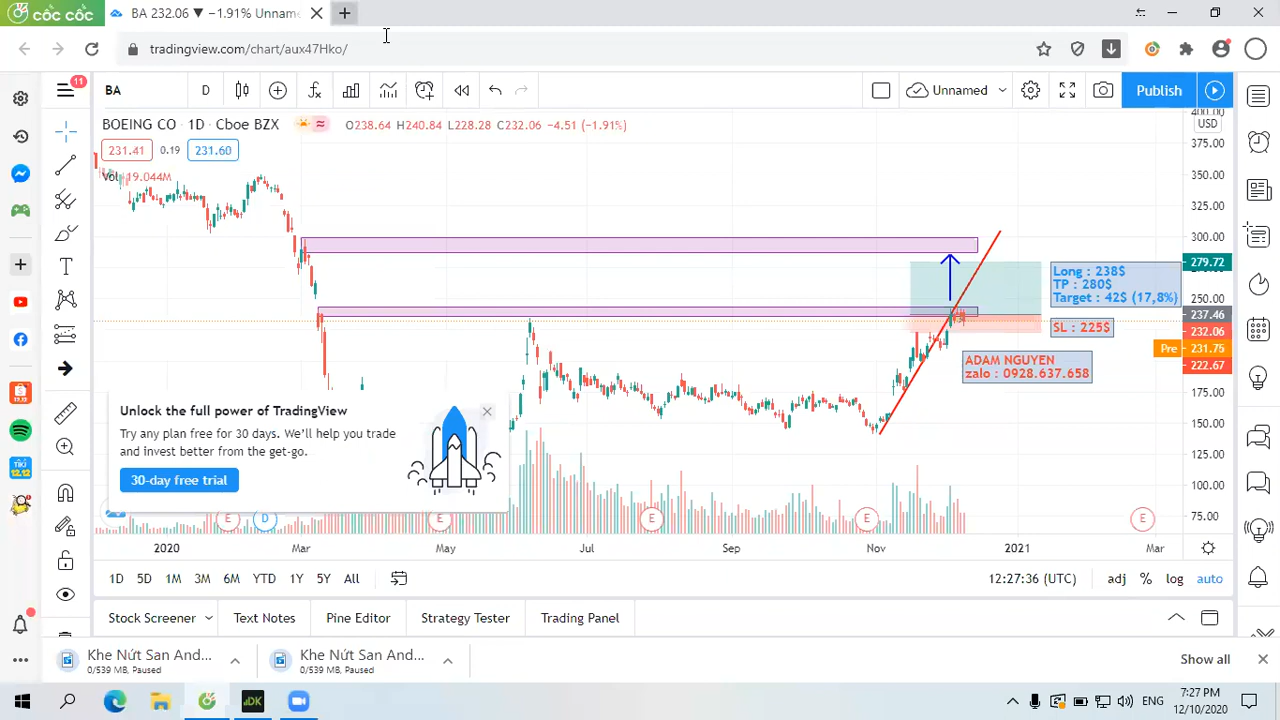 cốc cốc
BA 232.06 ▼ −1.91% Unnam
tradingview.com/chart/aux47Hko/
11
BA
D
Unnamed
Publish
BOEING CO · 1D · Cboe BZX
O238.64 H240.84 L228.28 C232.06 −4.51 (−1.91%)
231.41 0.19 231.60
Vol 19.044M
400.00
USD
375.00
350.00
325.00
300.00
279.72
250.00
237.46
232.06
Pre 231.75
222.67
175.00
150.00
125.00
100.00
75.00
Long : 238$
TP : 280$
Target : 42$ (17,8%)
SL : 225$
ADAM NGUYEN
zalo : 0928.637.658
Unlock the full power of TradingView
Try any plan free for 30 days. We'll help you trade
and invest better from the get-go.
30-day free trial
E D E E E E
2020 Mar May Jul Sep Nov 2021 Mar
1D 5D 1M 3M 6M YTD 1Y 5Y All
12:27:36 (UTC) adj % log auto
Stock Screener Text Notes Pine Editor Strategy Tester Trading Panel
Khe Nứt San And...
0/539 MB, Paused
Khe Nứt San And...
0/539 MB, Paused
Show all
ENG
7:27 PM
12/10/2020